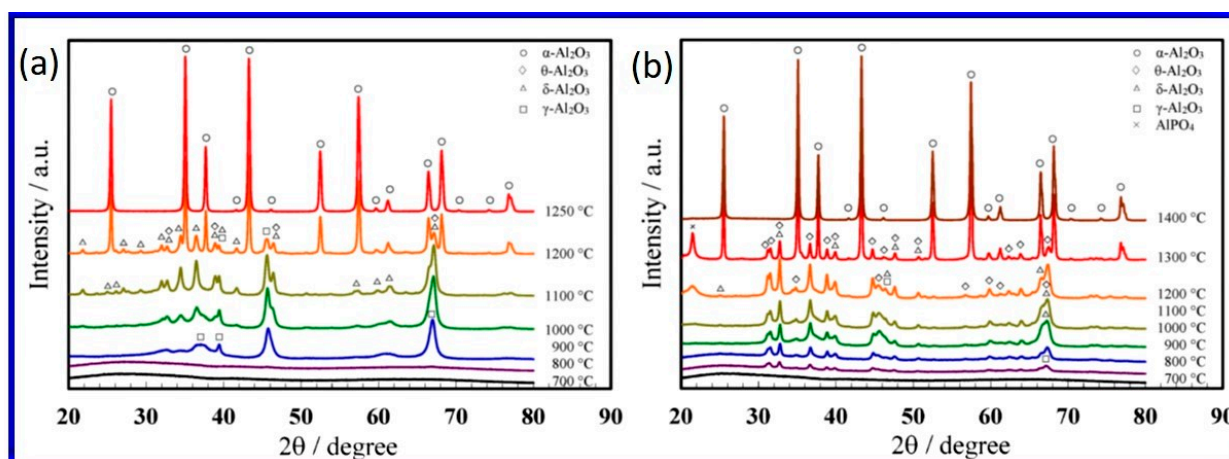 (a)
○ α-Al₂O₃
◇ θ-Al₂O₃
△ δ-Al₂O₃
□ γ-Al₂O₃
1250 °C
1200 °C
1100 °C
1000 °C
900 °C
800 °C
700 °C
Intensity / a.u.
20 30 40 50 60 70 80 90
2θ / degree
(b)
○ α-Al₂O₃
◇ θ-Al₂O₃
△ δ-Al₂O₃
□ γ-Al₂O₃
× AlPO₄
1400 °C
1300 °C
1200 °C
1100 °C
1000 °C
900 °C
800 °C
700 °C
Intensity / a.u.
20 30 40 50 60 70 80 90
2θ / degree